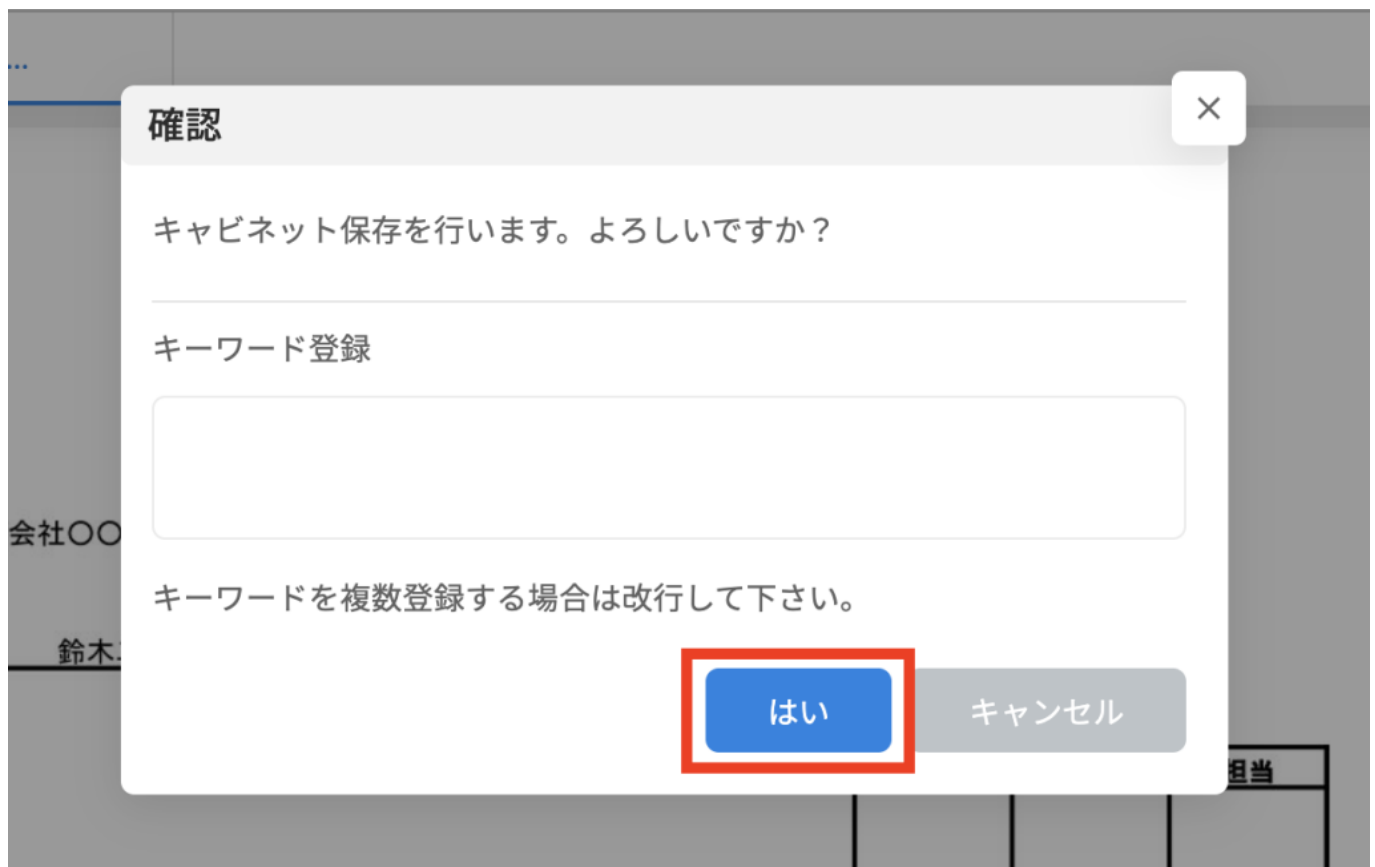 ...
確認
×
キャビネット保存を行います。よろしいですか？
キーワード登録
会社〇〇
キーワードを複数登録する場合は改行して下さい。
鈴木
はい
キャンセル
担当